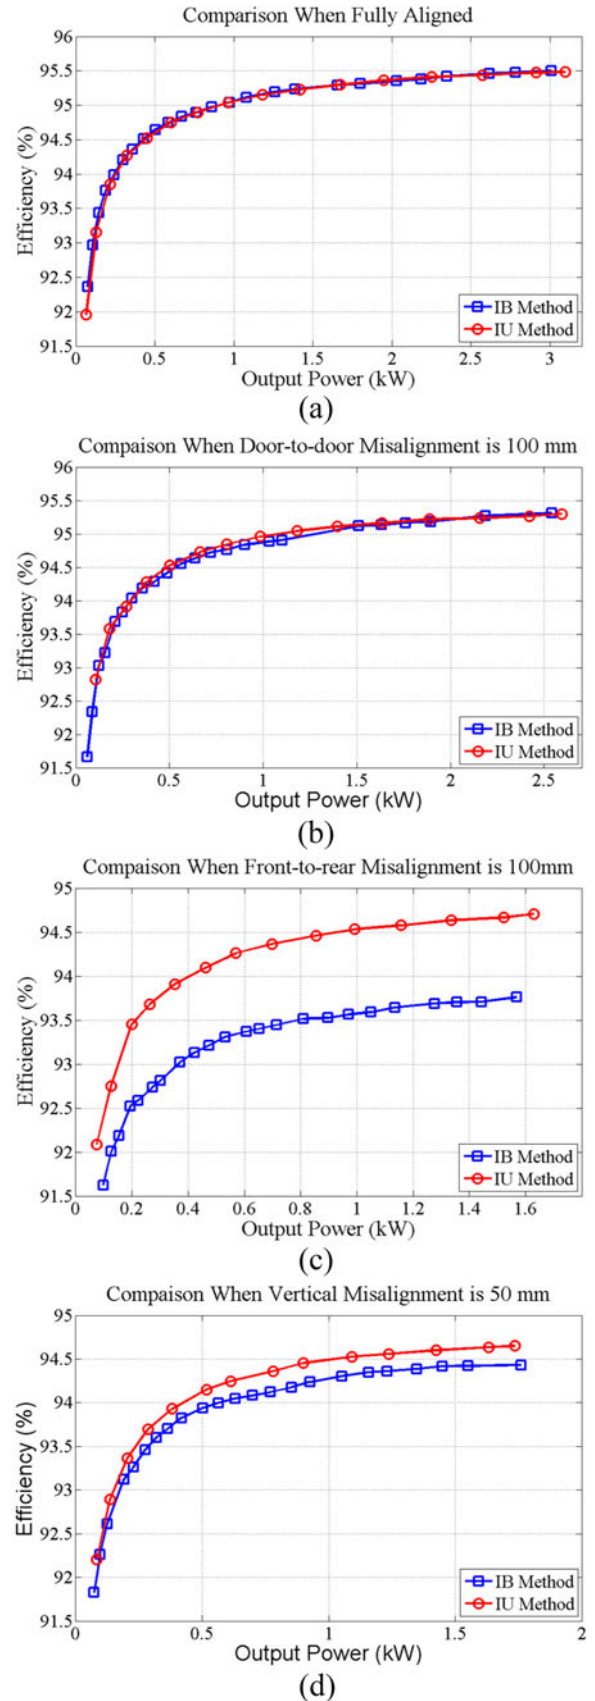 Comparison When Fully Aligned
96
95.5
95
94.5
94
93.5
93
92.5
92
91.5
Efficiency (%)
0 0.5 1 1.5 2 2.5 3
Output Power (kW)
IB Method
IU Method
(a)
Compaison When Door-to-door Misalignment is 100 mm
96
95.5
95
94.5
94
93.5
93
92.5
92
91.5
Efficiency (%)
0 0.5 1 1.5 2 2.5
Output Power (kW)
IB Method
IU Method
(b)
Compaison When Front-to-rear Misalignment is 100mm
95
94.5
94
93.5
93
92.5
92
91.5
Efficiency (%)
0 0.2 0.4 0.6 0.8 1 1.2 1.4 1.6
Output Power (kW)
IB Method
IU Method
(c)
Compaison When Vertical Misalignment is 50 mm
95
94.5
94
93.5
93
92.5
92
91.5
Efficiency (%)
0 0.5 1 1.5 2
Output Power (kW)
IB Method
IU Method
(d)